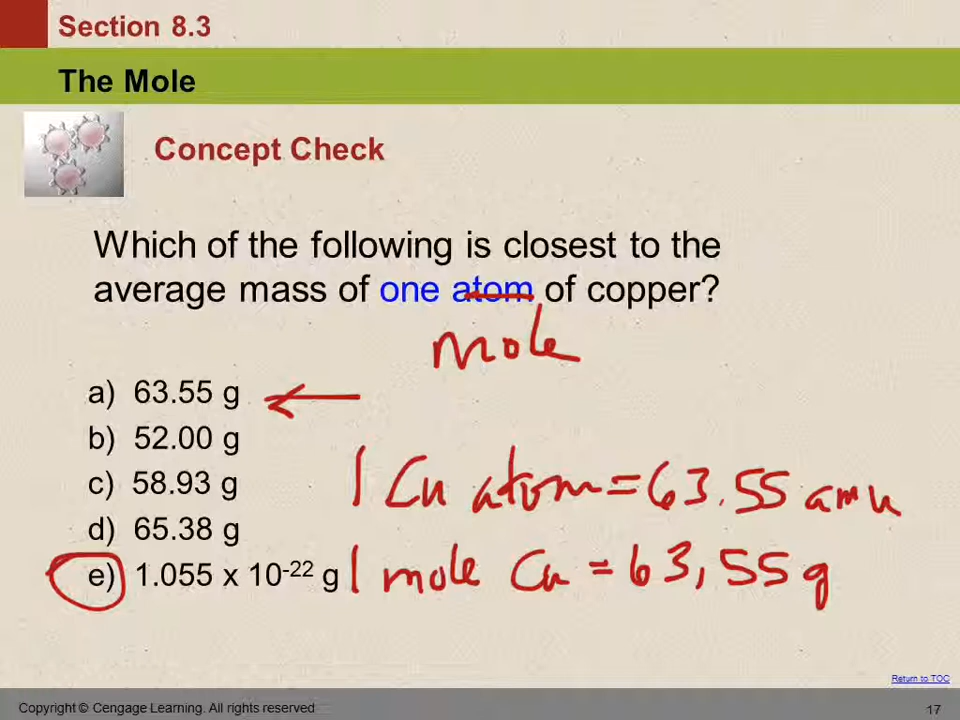 Section 8.3
The Mole
Concept Check
Which of the following is closest to the
average mass of one atom of copper?
mole
a) 63.55 g
b) 52.00 g
c) 58.93 g
d) 65.38 g
e) 1.055 x 10⁻²² g
1 Cu atom = 63.55 amu
1 mole Cu = 63,55 g
Return to TOC
Copyright © Cengage Learning. All rights reserved
17